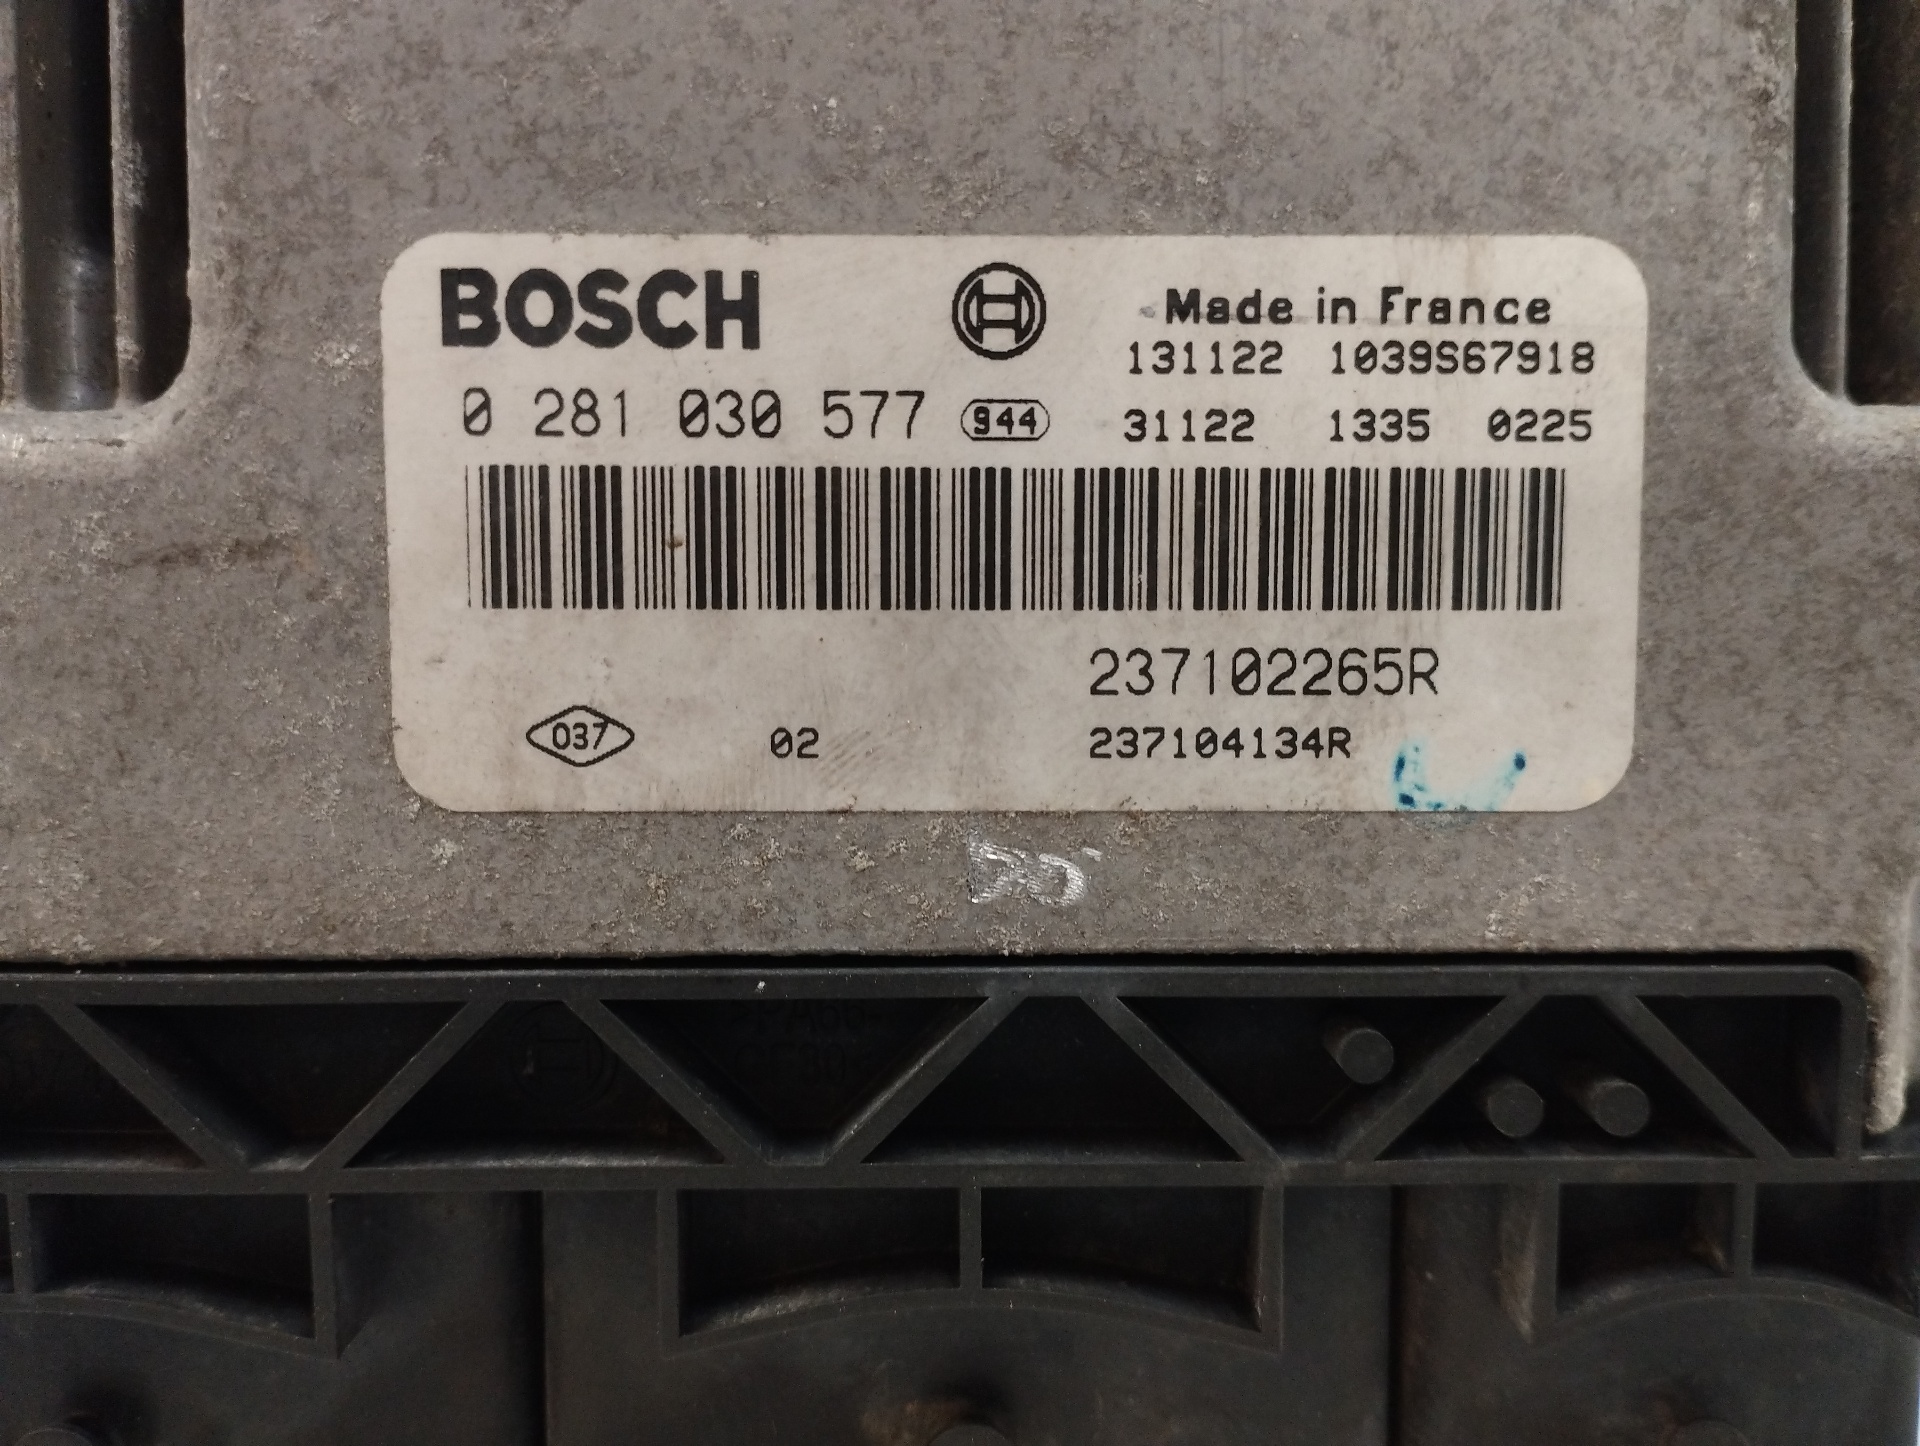 BOSCH
Made in France
131122 1039S67918
0 281 030 577 944 31122 1335 0225
237102265R
037 02 237104134R